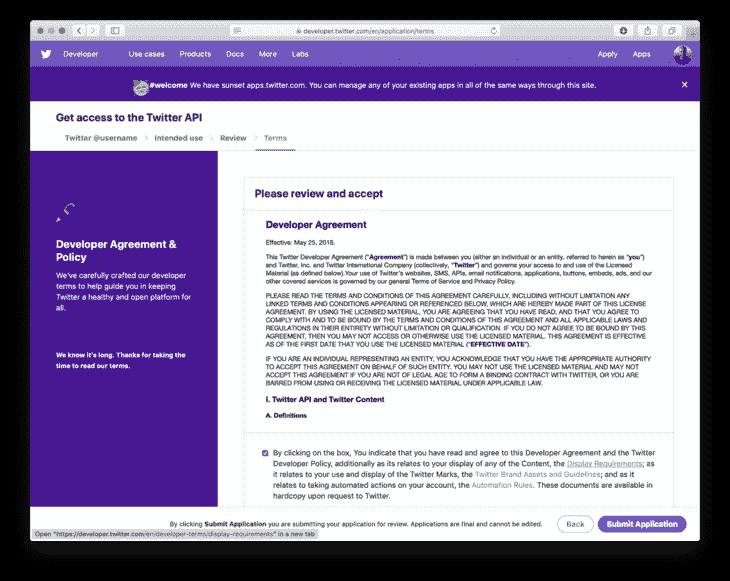 developer.twitter.com/en/application/terms
Developer Use cases Products Docs More Labs Apply Apps
#welcome We have sunset apps.twitter.com. You can manage any of your existing apps in all of the same ways through this site.
Get access to the Twitter API
Twitter @username Intended use Review Terms
Developer Agreement &
Policy
We've carefully crafted our developer
terms to help guide you in keeping
Twitter a healthy and open platform for
all.
We know it's long. Thanks for taking the
time to read our terms.
Please review and accept
Developer Agreement
Effective: May 25, 2018.
This Twitter Developer Agreement ("Agreement") is made between you (either an individual or an entity, referred to herein as "you")
and Twitter, Inc. and Twitter International Company (collectively, "Twitter") and governs your access to and use of the Licensed
Material (as defined below).Your use of Twitter's websites, SMS, APIs, email notifications, applications, buttons, embeds, ads, and our
other covered services is governed by our general Terms of Service and Privacy Policy.
PLEASE READ THE TERMS AND CONDITIONS OF THIS AGREEMENT CAREFULLY, INCLUDING WITHOUT LIMITATION ANY
LINKED TERMS AND CONDITIONS APPEARING OR REFERENCED BELOW, WHICH ARE HEREBY MADE PART OF THIS LICENSE
AGREEMENT. BY USING THE LICENSED MATERIAL, YOU ARE AGREEING THAT YOU HAVE READ, AND THAT YOU AGREE TO
COMPLY WITH AND TO BE BOUND BY THE TERMS AND CONDITIONS OF THIS AGREEMENT AND ALL APPLICABLE LAWS AND
REGULATIONS IN THEIR ENTIRETY WITHOUT LIMITATION OR QUALIFICATION. IF YOU DO NOT AGREE TO BE BOUND BY THIS
AGREEMENT, THEN YOU MAY NOT ACCESS OR OTHERWISE USE THE LICENSED MATERIAL. THIS AGREEMENT IS EFFECTIVE
AS OF THE FIRST DATE THAT YOU USE THE LICENSED MATERIAL ("EFFECTIVE DATE").
IF YOU ARE AN INDIVIDUAL REPRESENTING AN ENTITY, YOU ACKNOWLEDGE THAT YOU HAVE THE APPROPRIATE AUTHORITY
TO ACCEPT THIS AGREEMENT ON BEHALF OF SUCH ENTITY. YOU MAY NOT USE THE LICENSED MATERIAL AND MAY NOT
ACCEPT THIS AGREEMENT IF YOU ARE NOT OF LEGAL AGE TO FORM A BINDING CONTRACT WITH TWITTER, OR YOU ARE
BARRED FROM USING OR RECEIVING THE LICENSED MATERIAL UNDER APPLICABLE LAW.
I. Twitter API and Twitter Content
A. Definitions
By clicking on the box, You indicate that you have read and agree to this Developer Agreement and the Twitter
Developer Policy, additionally as its relates to your display of any of the Content, the Display Requirements; as
it relates to your use and display of the Twitter Marks, the Twitter Brand Assets and Guidelines; and as it
relates to taking automated actions on your account, the Automation Rules. These documents are available in
hardcopy upon request to Twitter.
By clicking Submit Application you are submitting your application for review. Applications are final and cannot be edited. Back Submit Application
Open "https://developer.twitter.com/en/developer-terms/display-requirements" in a new tab